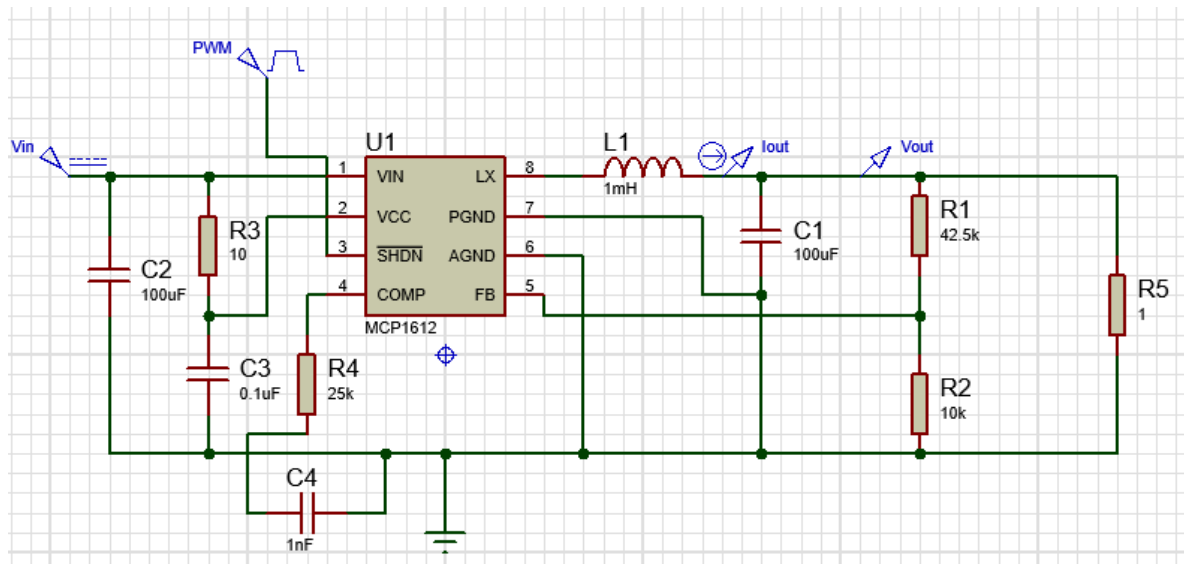 PWM
Vin
U1
L1
Iout
Vout
1
VIN
LX
8
1mH
2
VCC
PGND
7
R3
10
C1
100uF
R1
42.5k
3
SHDN
AGND
6
C2
100uF
4
COMP
FB
5
R5
1
MCP1612
C3
0.1uF
R4
25k
R2
10k
C4
1nF